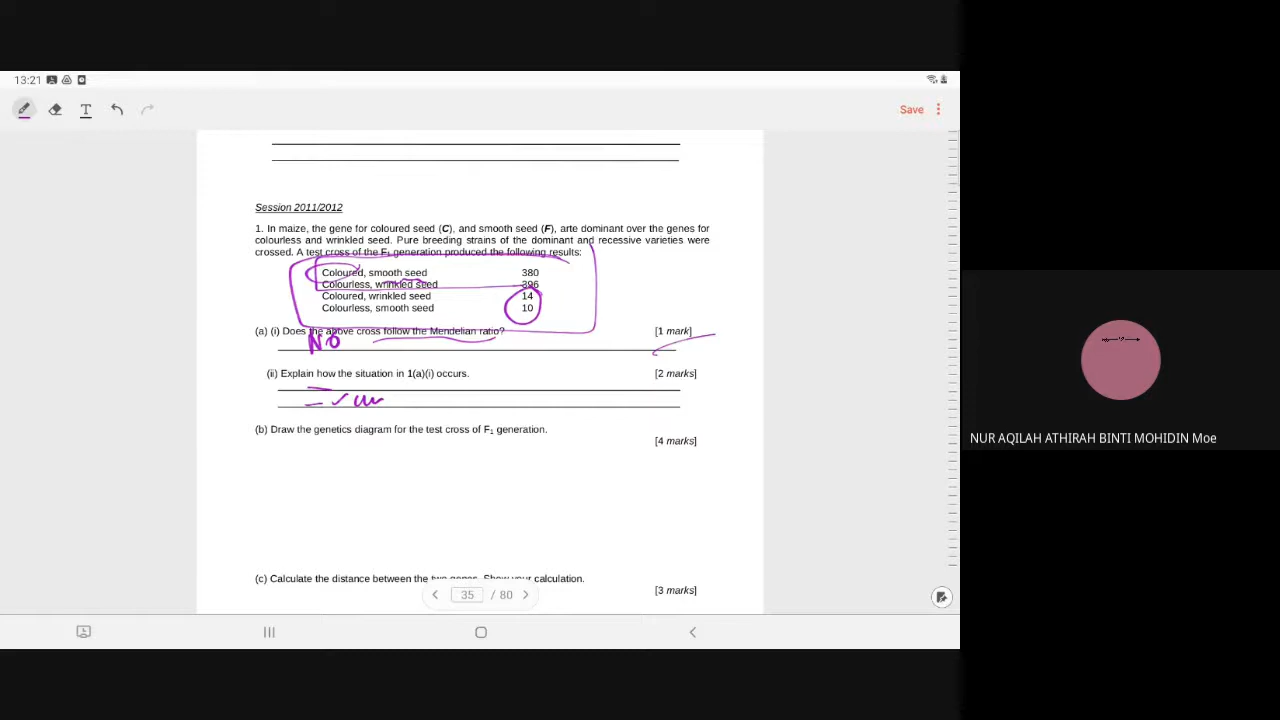 13:21
Save
Session 2011/2012
1. In maize, the gene for coloured seed (C), and smooth seed (F), arte dominant over the genes for
colourless and wrinkled seed. Pure breeding strains of the dominant and recessive varieties were
crossed. A test cross of the F1 generation produced the following results:
Coloured, smooth seed 380
Colourless, wrinkled seed 396
Coloured, wrinkled seed 14
Colourless, smooth seed 10
(a) (i) Does the above cross follow the Mendelian ratio? [1 mark]
NO
(ii) Explain how the situation in 1(a)(i) occurs. [2 marks]
(b) Draw the genetics diagram for the test cross of F1 generation.
[4 marks]
(c) Calculate the distance between the two genes. Show your calculation.
[3 marks]
35 / 80
NUR AQILAH ATHIRAH BINTI MOHIDIN Moe